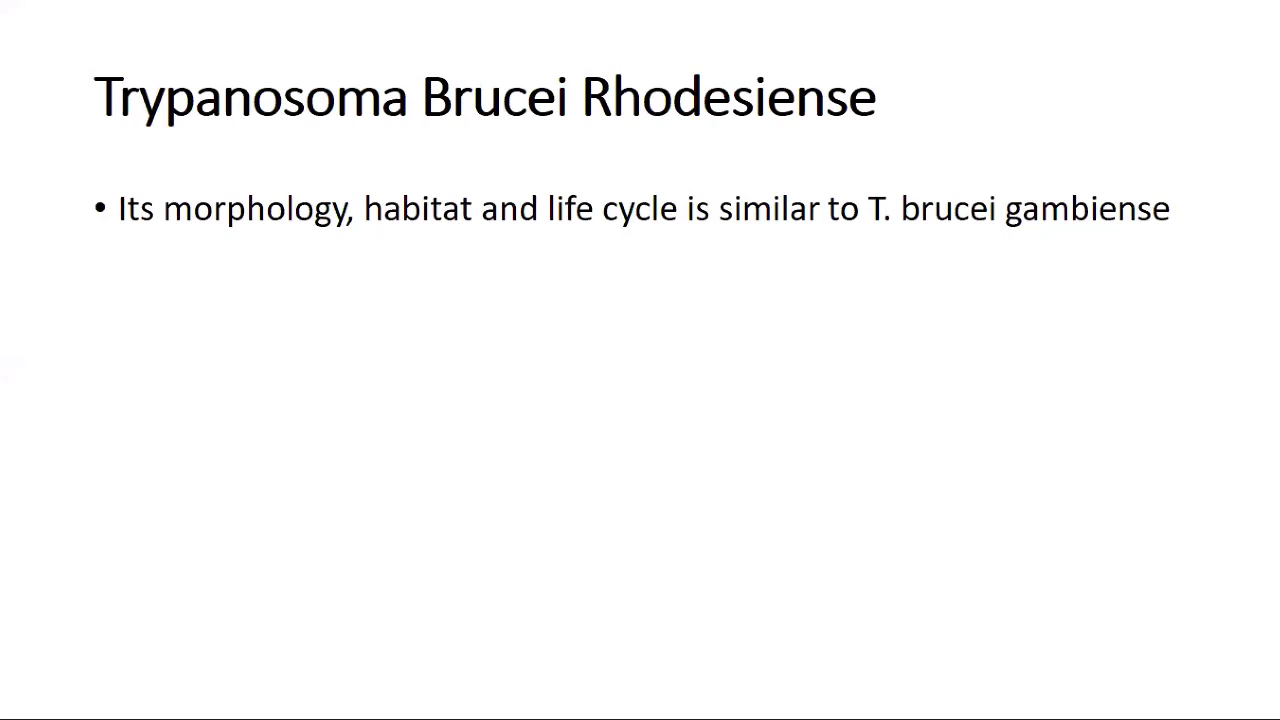 Trypanosoma Brucei Rhodesiense
• Its morphology, habitat and life cycle is similar to T. brucei gambiense